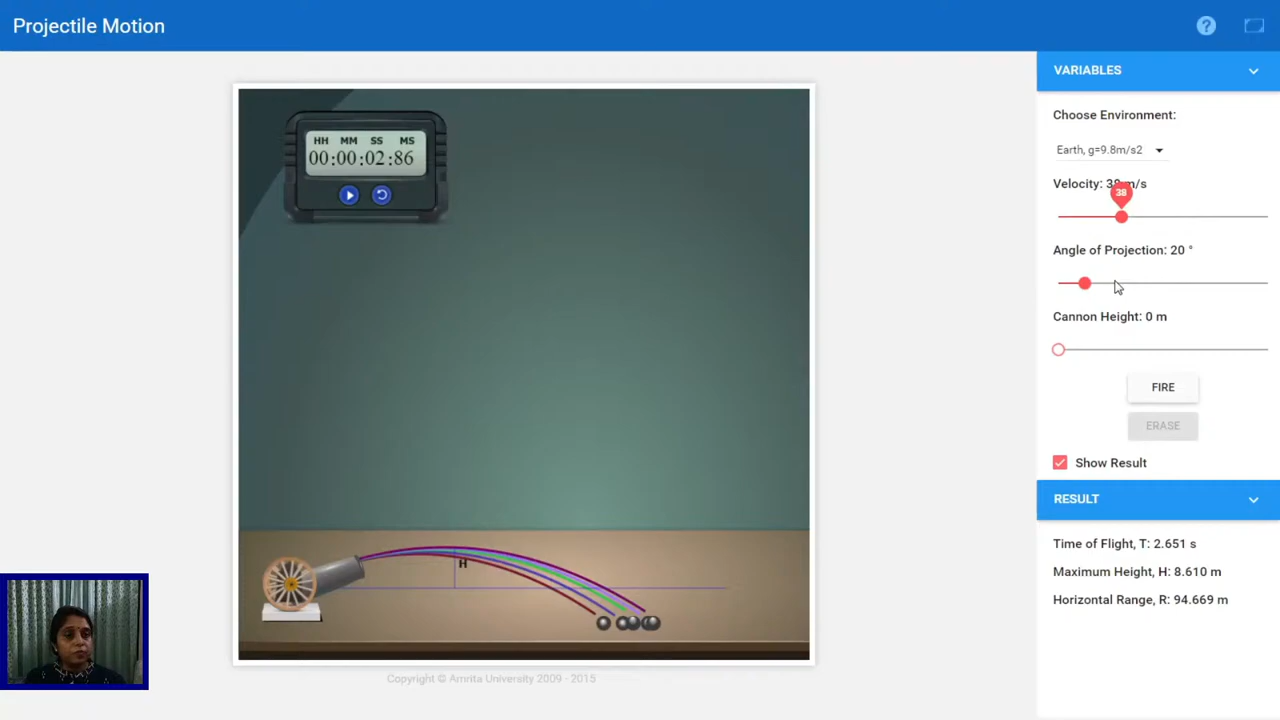 Projectile Motion
?
VARIABLES
HH MM SS MS
00:00:02:86
Choose Environment:
Earth, g=9.8m/s2
Velocity: 38 m/s
38
Angle of Projection: 20 °
Cannon Height: 0 m
FIRE
ERASE
Show Result
RESULT
Time of Flight, T: 2.651 s
Maximum Height, H: 8.610 m
Horizontal Range, R: 94.669 m
H
Copyright © Amrita University 2009 - 2015